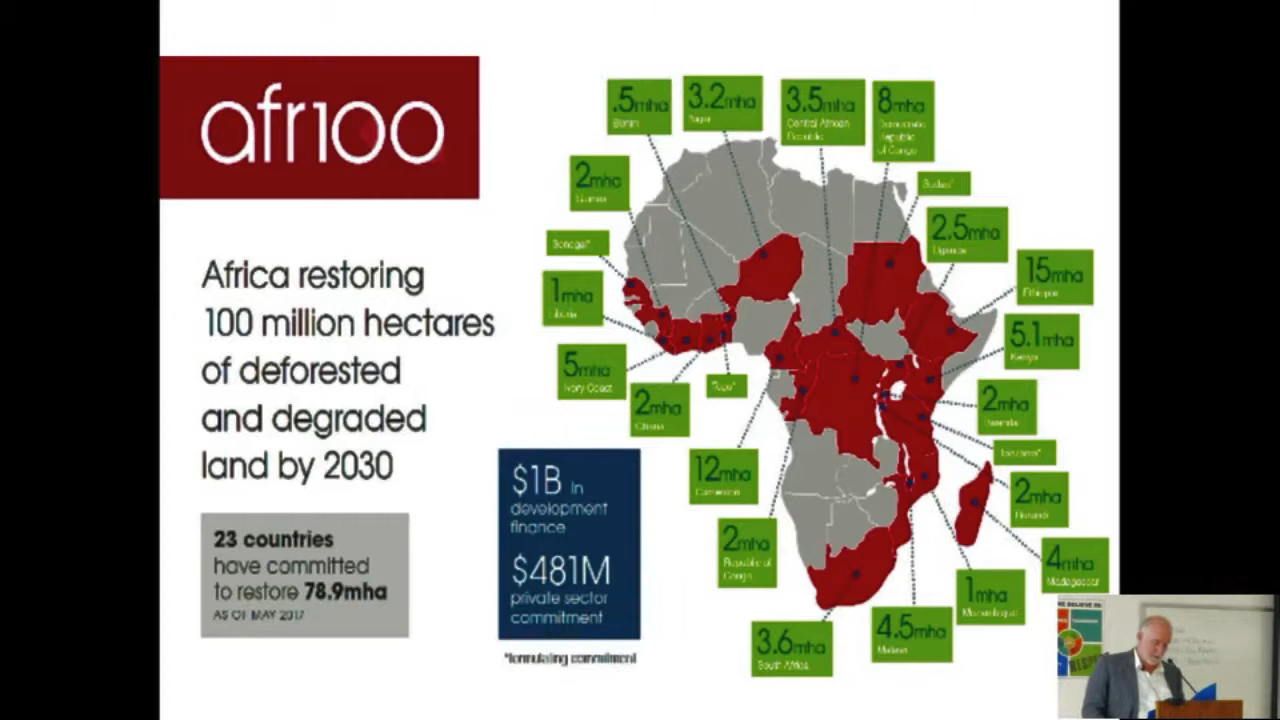 afr100
Africa restoring
100 million hectares
of deforested
and degraded
land by 2030
23 countries
have committed
to restore 78.9mha
AS OF MAY 2017
$1B in
development
finance
$481M
private sector
commitment
*formulating commitment
.5mha
Benin
3.2mha
Niger
3.5mha
Central African
Republic
8mha
Democratic
Republic
of Congo
Sudan*
2.5mha
Uganda
15mha
Ethiopia
5.1mha
Kenya
2mha
Rwanda
Tanzania*
2mha
Burundi
4mha
Madagascar
1mha
Mozambique
4.5mha
Malawi
3.6mha
South Africa
2mha
Republic of
Congo
12mha
Cameroon
Togo*
2mha
Ghana
5mha
Ivory Coast
1mha
Liberia
Senegal*
2mha
Guinea